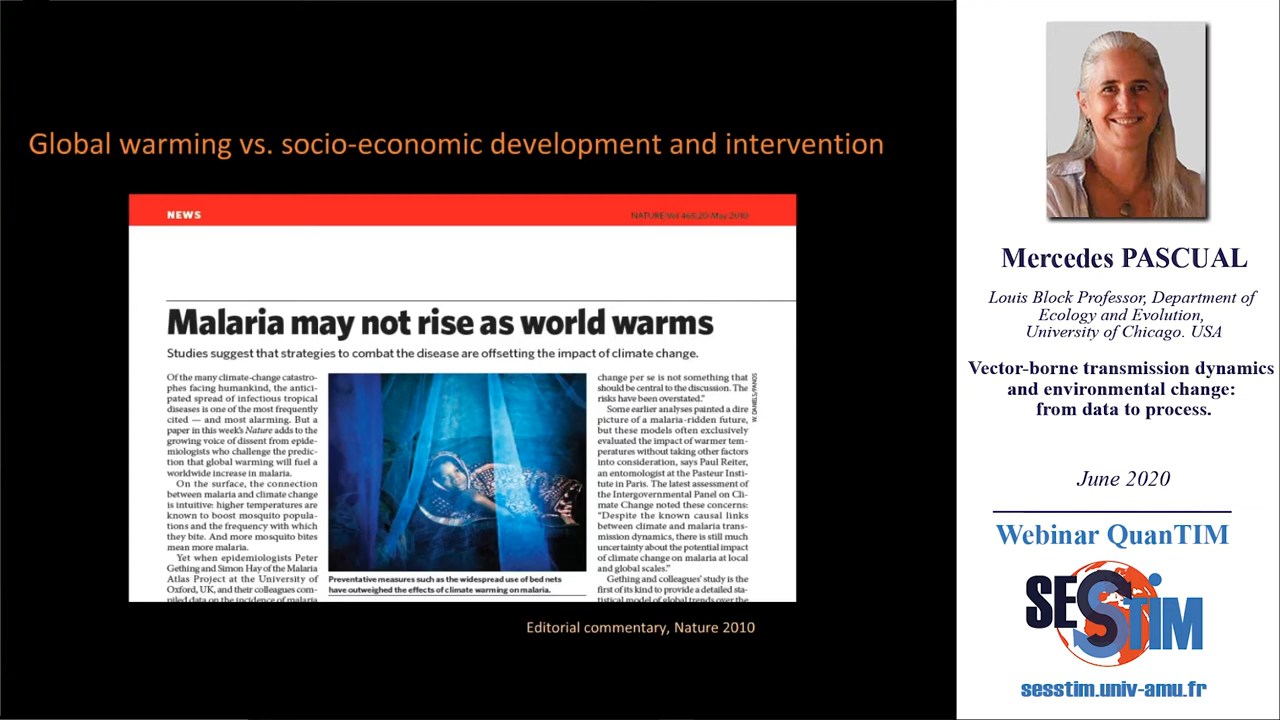 Global warming vs. socio-economic development and intervention
NEWS
NATURE Vol 465 20 May 2010
Malaria may not rise as world warms
Studies suggest that strategies to combat the disease are offsetting the impact of climate change.
Of the many climate-change catastro-
phes facing humankind, the antici-
pated spread of infectious tropical
diseases is one of the most frequently
cited — and most alarming. But a
paper in this week's Nature adds to the
growing voice of dissent from epide-
miologists who challenge the predic-
tion that global warming will fuel a
worldwide increase in malaria.
On the surface, the connection
between malaria and climate change
is intuitive: higher temperatures are
known to boost mosquito popula-
tions and the frequency with which
they bite. And more mosquito bites
mean more malaria.
Yet when epidemiologists Peter
Gething and Simon Hay of the Malaria
Atlas Project at the University of
Oxford, UK, and their colleagues com-
piled data on the incidence of malaria
Preventative measures such as the widespread use of bed nets
have outweighed the effects of climate warming on malaria.
W. DANIELS/PANOS
change per se is not something that
should be central to the discussion. The
risks have been overstated."
Some earlier analyses painted a dire
picture of a malaria-ridden future,
but these models often exclusively
evaluated the impact of warmer tem-
peratures without taking other factors
into consideration, says Paul Reiter,
an entomologist at the Pasteur Insti-
tute in Paris. The latest assessment of
the Intergovernmental Panel on Cli-
mate Change noted these concerns:
"Despite the known causal links
between climate and malaria trans-
mission dynamics, there is still much
uncertainty about the potential impact
of climate change on malaria at local
and global scales."
Gething and colleagues' study is the
first of its kind to provide a detailed sta-
tistical model of global trends over the
Editorial commentary, Nature 2010
Mercedes PASCUAL
Louis Block Professor, Department of
Ecology and Evolution,
University of Chicago. USA
Vector-borne transmission dynamics
and environmental change:
from data to process.
June 2020
Webinar QuanTIM
SESSTIM
sesstim.univ-amu.fr